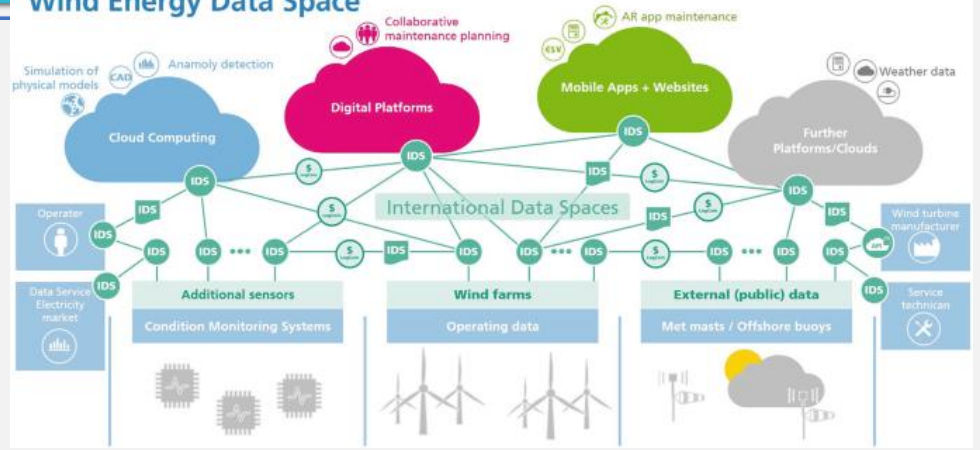 Wind Energy Data Space
Collaborative
maintenance planning
AR app maintenance
CSV
Simulation of
physical models
CAD
Anamoly detection
Weather data
Cloud Computing
Digital Platforms
Mobile Apps + Websites
Further
Platforms/Clouds
IDS
IDS
IDS
IDS
$
$
IDS
$
$
$
International Data Spaces
IDS
IDS
IDS
Operater
IDS
IDS
IDS
IDS
$
IDS
IDS
IDS
IDS
$
IDS
IDS
IDS
API
Wind turbine
manufacturer
Data Service
Electricity
market
IDS
IDS
Service
technican
Additional sensors
Wind farms
External (public) data
Condition Monitoring Systems
Operating data
Met masts / Offshore buoys